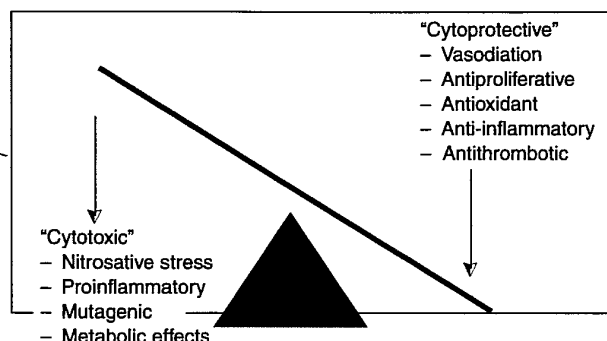 "Cytoprotective"
– Vasodiation
– Antiproliferative
– Antioxidant
– Anti-inflammatory
– Antithrombotic
"Cytotoxic"
– Nitrosative stress
– Proinflammatory
– Mutagenic
– Metabolic effects